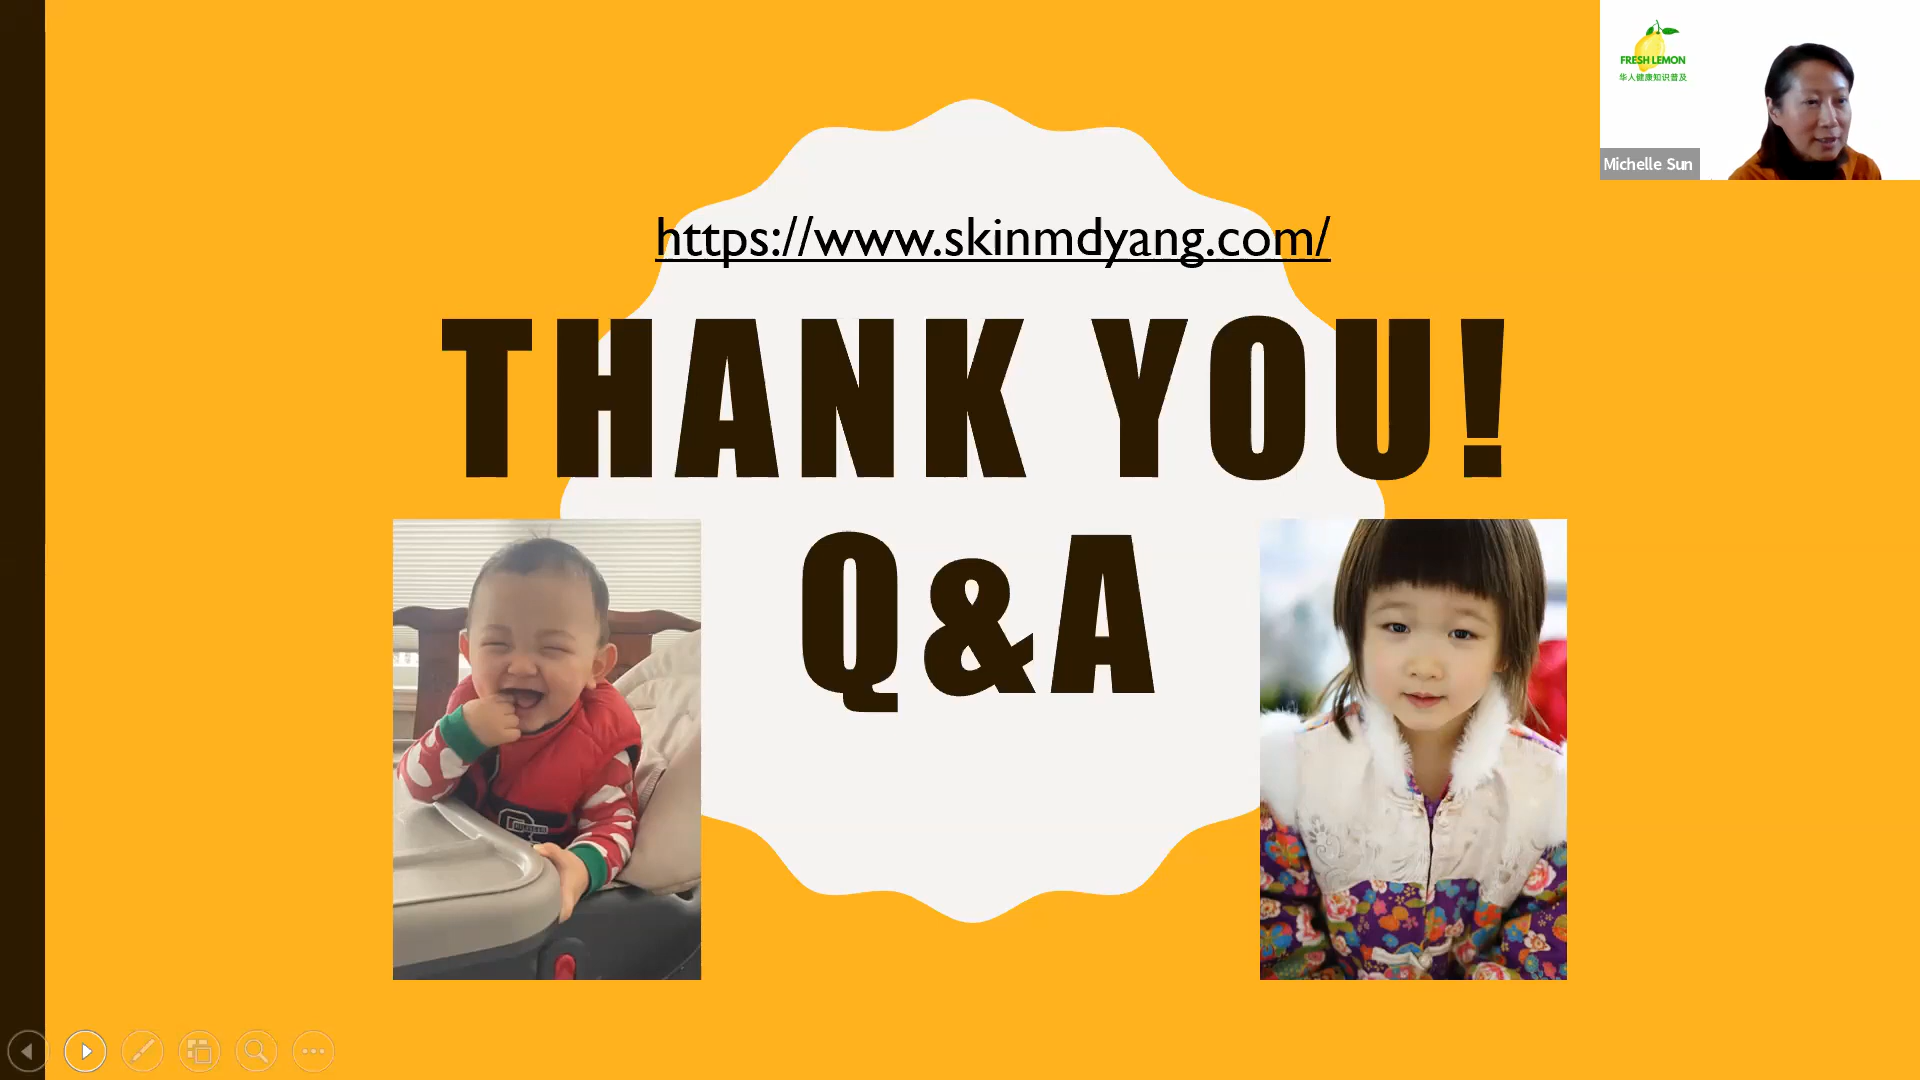 FRESH LEMON
华人健康知识普及
Michelle Sun
https://www.skinmdyang.com/
THANK YOU!
Q&A